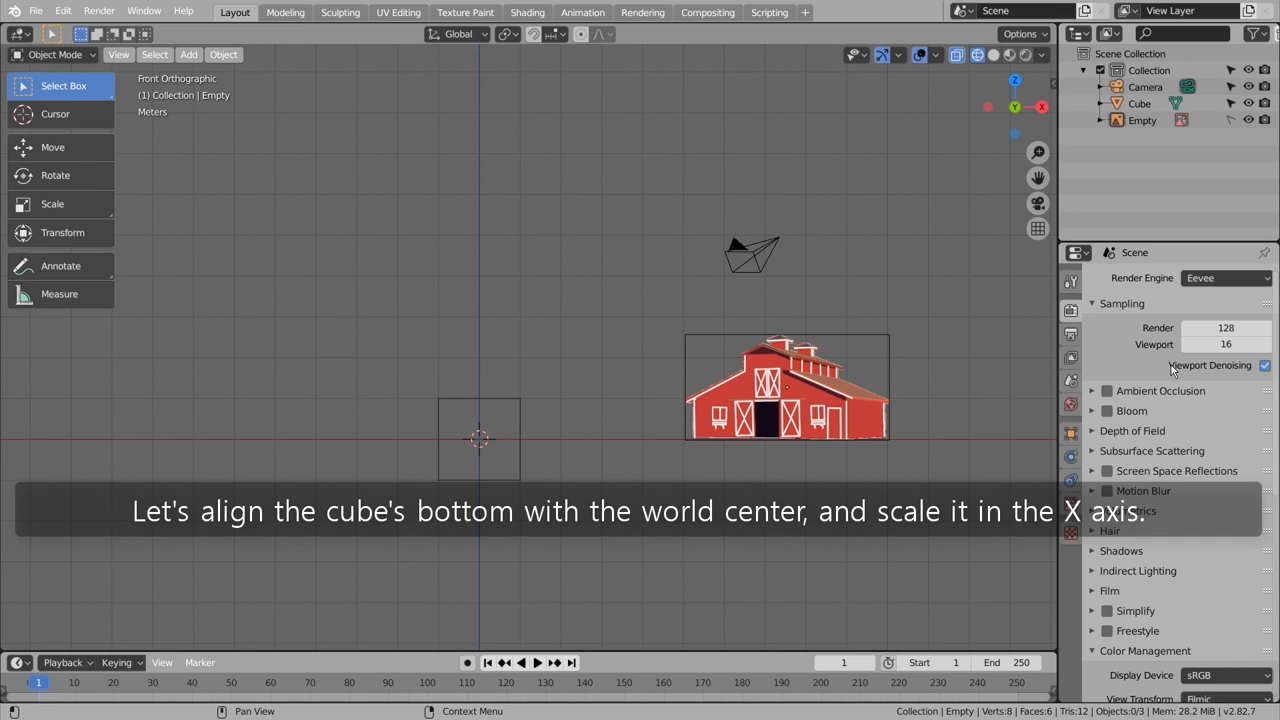 File Edit Render Window Help Layout Modeling Sculpting UV Editing Texture Paint Shading Animation Rendering Compositing Scripting + Scene View Layer
Global Options
Object Mode View Select Add Object
Select Box
Cursor
Move
Rotate
Scale
Transform
Annotate
Measure
Front Orthographic
(1) Collection | Empty
Meters
Z
Y
X
Scene Collection
Collection
Camera
Cube
Empty
Scene
Render Engine Eevee
Sampling
Render 128
Viewport 16
Viewport Denoising
Ambient Occlusion
Bloom
Depth of Field
Subsurface Scattering
Screen Space Reflections
Motion Blur
Hair
Shadows
Indirect Lighting
Film
Simplify
Freestyle
Color Management
Display Device sRGB
View Transform Filmic
Let's align the cube's bottom with the world center, and scale it in the X axis.
Playback Keying View Marker 1 Start 1 End 250
1 10 20 30 40 50 60 70 80 90 100 110 120 130 140 150 160 170 180 190 200 210 220 230 240 250
Pan View Context Menu Collection | Empty | Verts:8 | Faces:6 | Tris:12 | Objects:0/3 | Mem: 28.2 MiB | v2.82.7